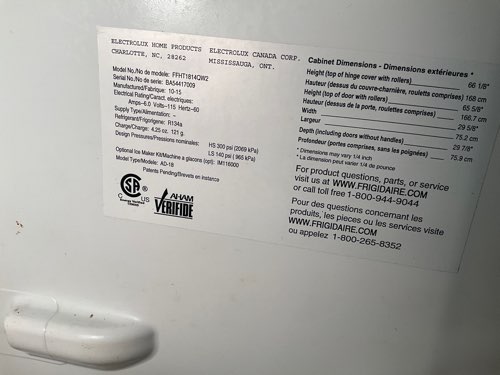 ELECTROLUX HOME PRODUCTS
CHARLOTTE, NC, 28262
ELECTROLUX CANADA CORP.
MISSISSAUGA, ONT.
Model No./No de modele: FFHT1814QW2
Serial No./No de serie: BA54417009
Manufactured/Fabrique: 10-15
Electrical Rating/Caract. electriques:
Amps-6.0 Volts-115 Hertz-60
Supply Type/Alimentation: -
Refrigerant/Frigorigene: R134a
Charge/Charge: 4.25 oz. 121 g.
Design Pressures/Pressions nominales: HS 300 psi (2069 kPa)
LS 140 psi ( 965 kPa)
Optional Ice Maker Kit/Machine a glacons (opt): IM116000
Model Type/Modele: AD-18
Patents Pending/Brevets en instance
C US
AHAM
VERIFIDE
Cabinet Dimensions - Dimensions extérieures *
Height (top of hinge cover with rollers) 66 1/8"
Hauteur (dessus du couvre-charnière, roulettes comprises) 168 cm
Height (top of door with rollers) 65 5/8"
Hauteur (dessus de la porte, roulettes comprises) 166.7 cm
Width 29 5/8"
Largeur 75.2 cm
Depth (including doors without handles) 29 7/8"
Profondeur (portes comprises, sans les poignées) 75.9 cm
* Dimensions may vary 1/4 inch
* La dimension peut varier 1/4 de pounce
For product questions, parts, or service
visit us at WWW.FRIGIDAIRE.COM
or call toll free 1-800-944-9044
Pour des question concernant les
produits, les pieces ou les services visite
WWW.FRIGIDAIRE.COM
ou appelez 1-800-265-8352